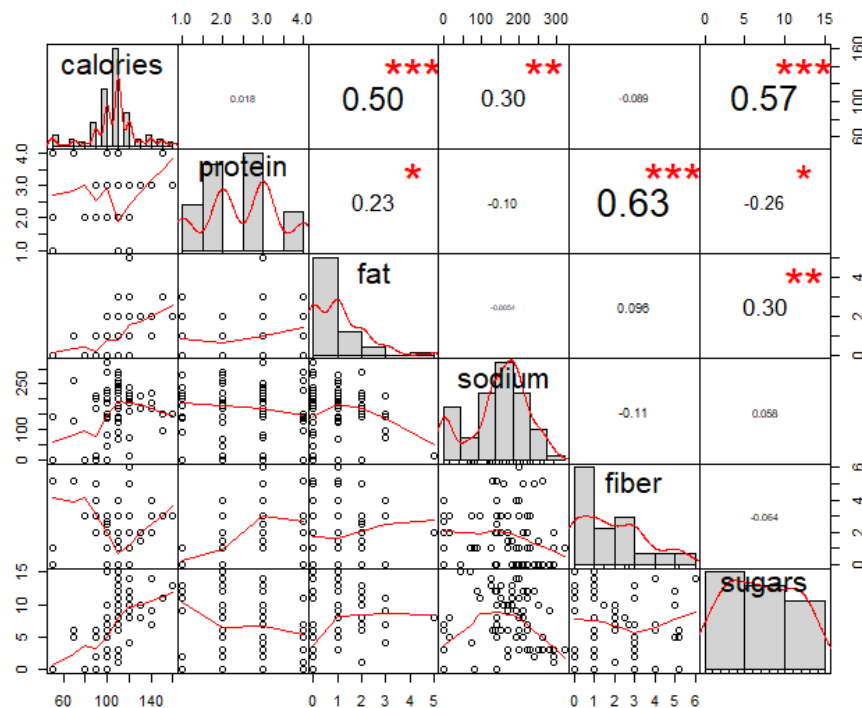 1.0 2.0 3.0 4.0 0 100 200 300 0 5 10 15
calories 0.018 0.50 *** 0.30 ** -0.089 0.57 *** 60 100 160
1.0 2.0 3.0 4.0 protein 0.23 * -0.10 0.63 *** -0.26 *
fat -0.0054 0.096 0.30 ** 0 2 4
0 100 250 sodium -0.11 0.058
fiber -0.064 0 2 4 6
0 5 10 15 sugars
60 100 140 0 1 2 3 4 5 0 1 2 3 4 5 6